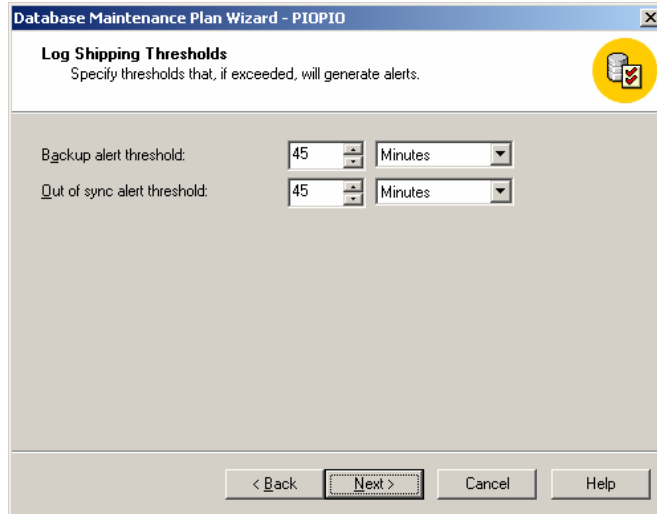 Database Maintenance Plan Wizard - PIOPIO
Log Shipping Thresholds
Specify thresholds that, if exceeded, will generate alerts.
Backup alert threshold: 45 Minutes
Out of sync alert threshold: 45 Minutes
< Back Next > Cancel Help